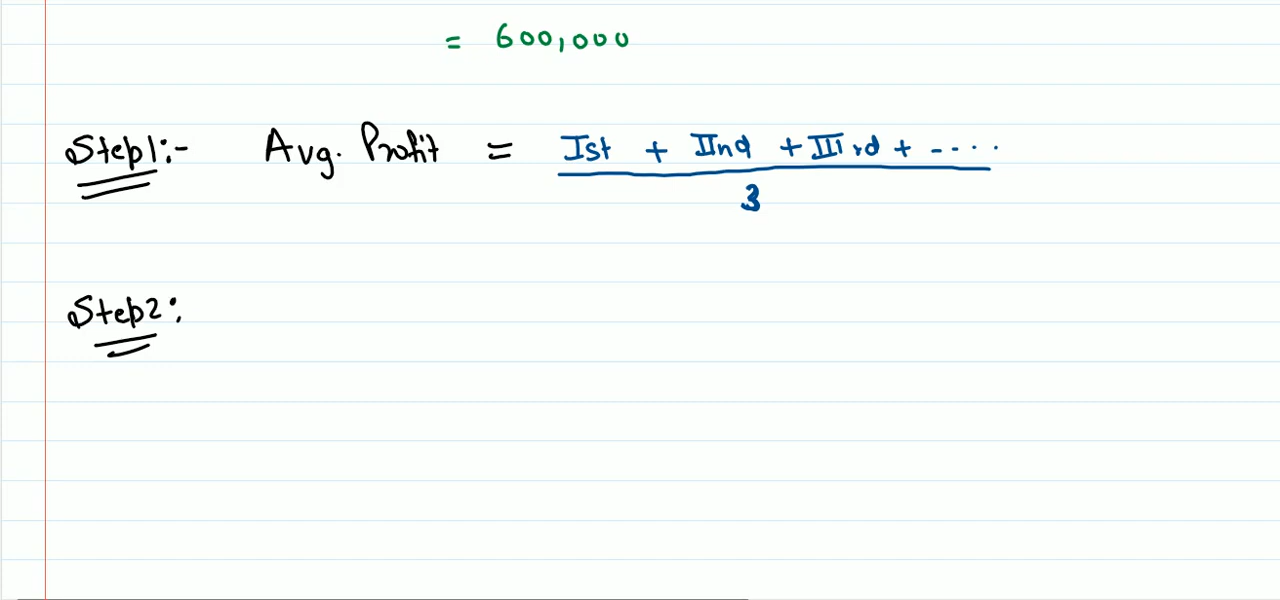 = 600,000
Step1:- Avg. Profit = Ist + IInd + IIIrd + .....
3
Step2: